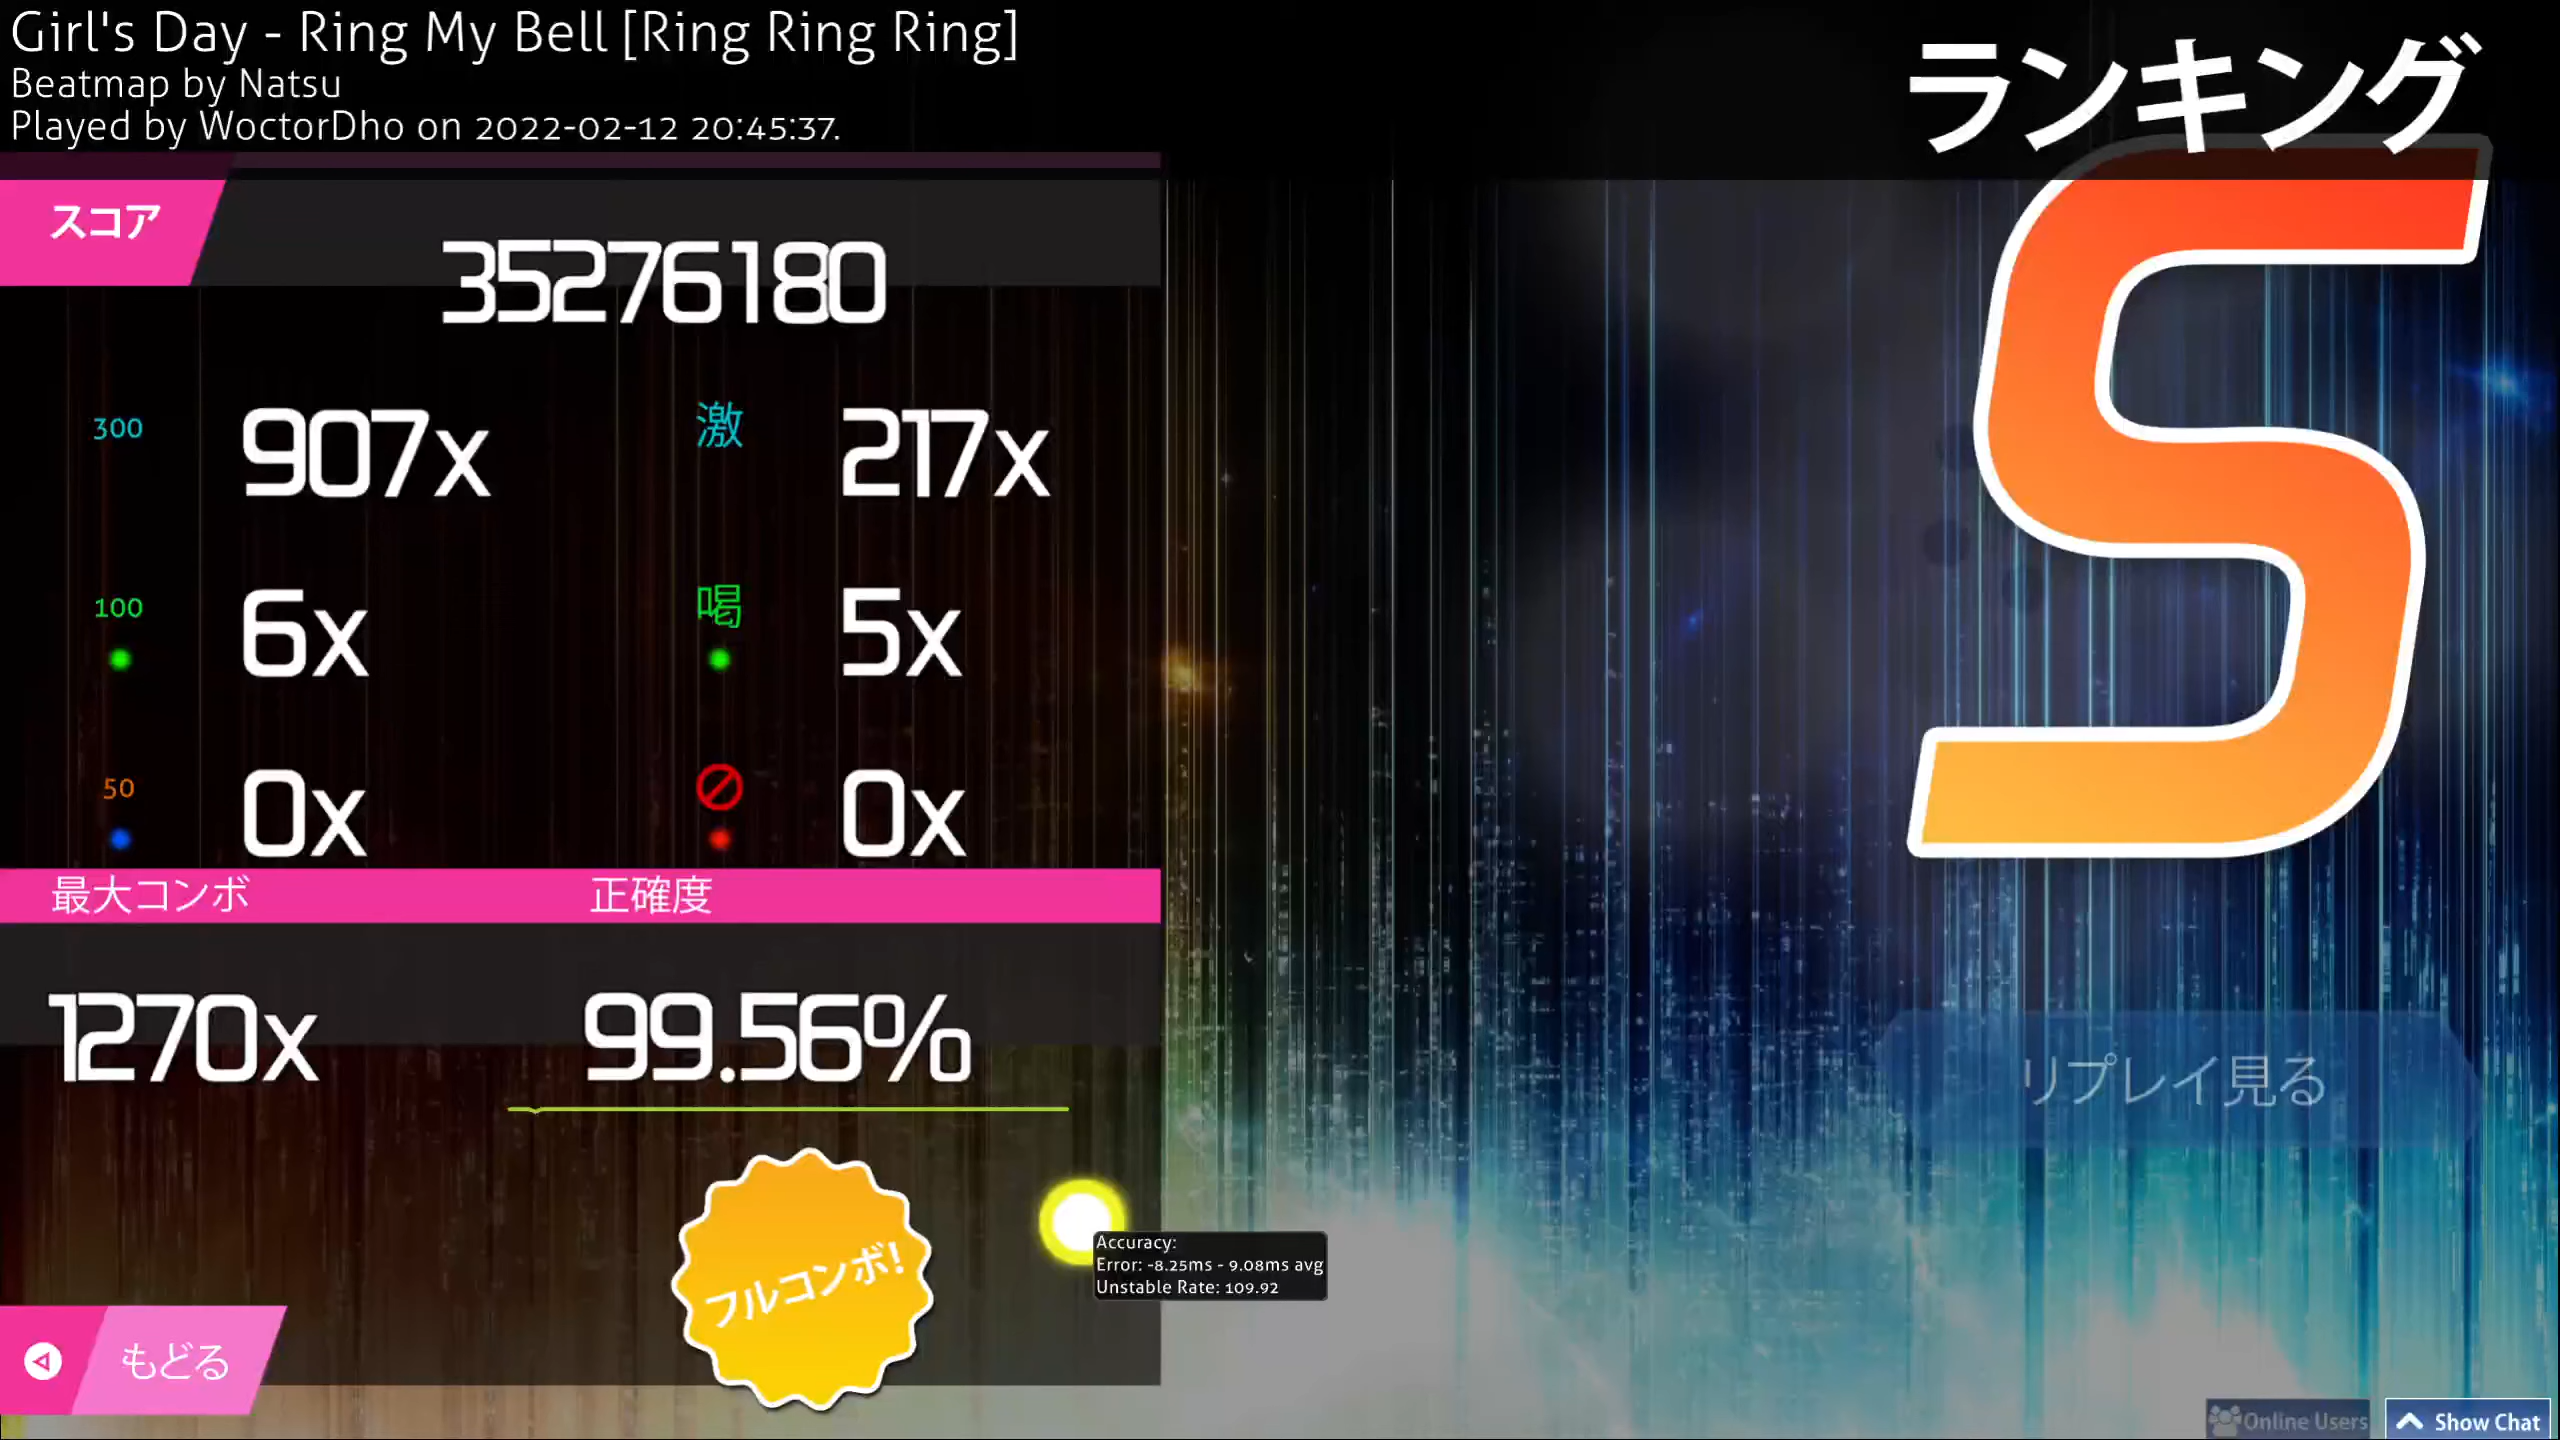 Girl's Day - Ring My Bell [Ring Ring Ring]
Beatmap by Natsu
Played by WoctorDho on 2022-02-12 20:45:37.
ランキング
スコア
35276180
300 907x 激 217x
100 6x 喝 5x
50 0x 0x
最大コンボ 正確度
1270x 99.56%
リプレイ見る
フルコンボ!
Accuracy:
Error: -8.25ms - 9.08ms avg
Unstable Rate: 109.92
もどる
Online Users
Show Chat